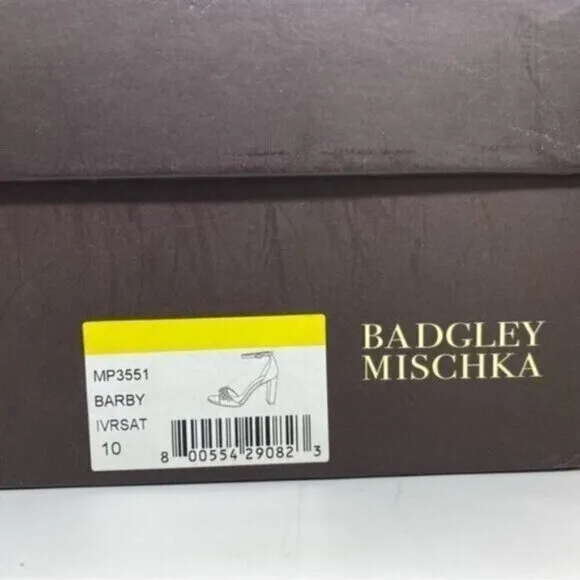 MP3551
BARBY
IVRSAT
10
8 00554 29082 3
BADGLEY
MISCHKA